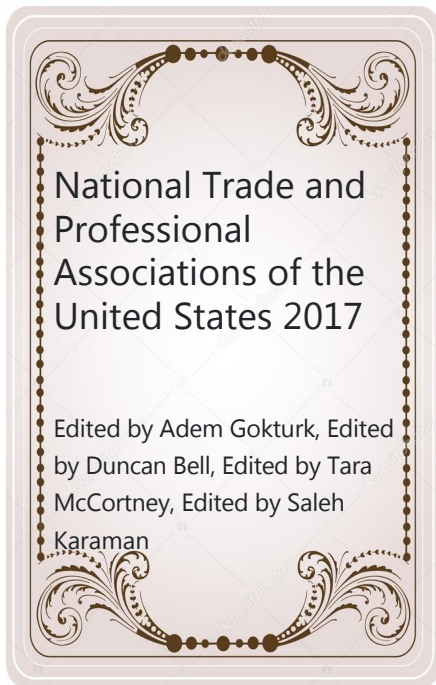 National Trade and
Professional
Associations of the
United States 2017
Edited by Adem Gokturk, Edited
by Duncan Bell, Edited by Tara
McCortney, Edited by Saleh
Karaman